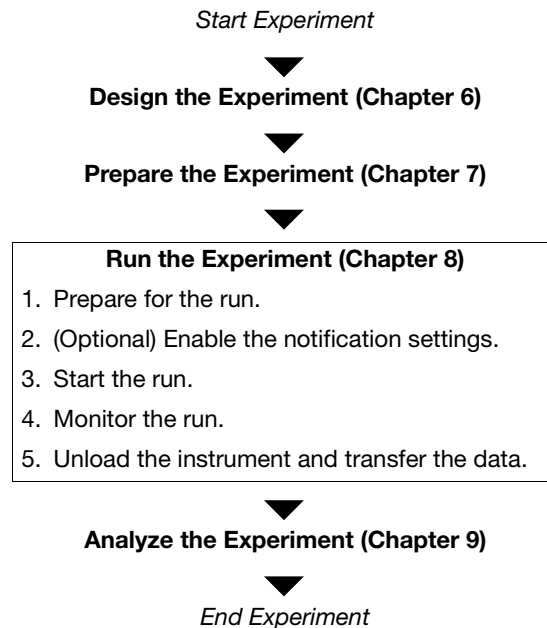 Start Experiment
Design the Experiment (Chapter 6)
Prepare the Experiment (Chapter 7)
Run the Experiment (Chapter 8)
1. Prepare for the run.
2. (Optional) Enable the notification settings.
3. Start the run.
4. Monitor the run.
5. Unload the instrument and transfer the data.
Analyze the Experiment (Chapter 9)
End Experiment